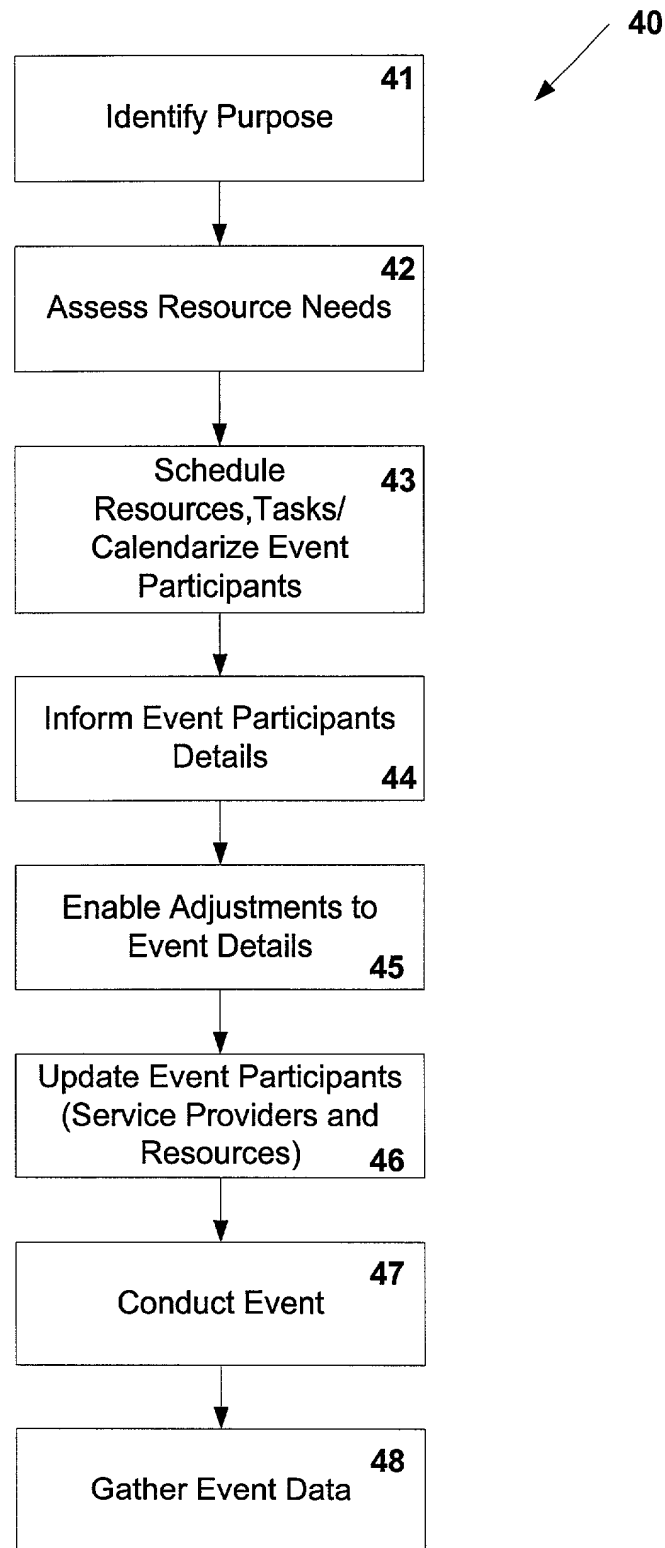 40
41
Identify Purpose
42
Assess Resource Needs
Schedule 43
Resources,Tasks/
Calendarize Event
Participants
Inform Event Participants
Details
44
Enable Adjustments to
Event Details
45
Update Event Participants
(Service Providers and
Resources) 46
47
Conduct Event
48
Gather Event Data